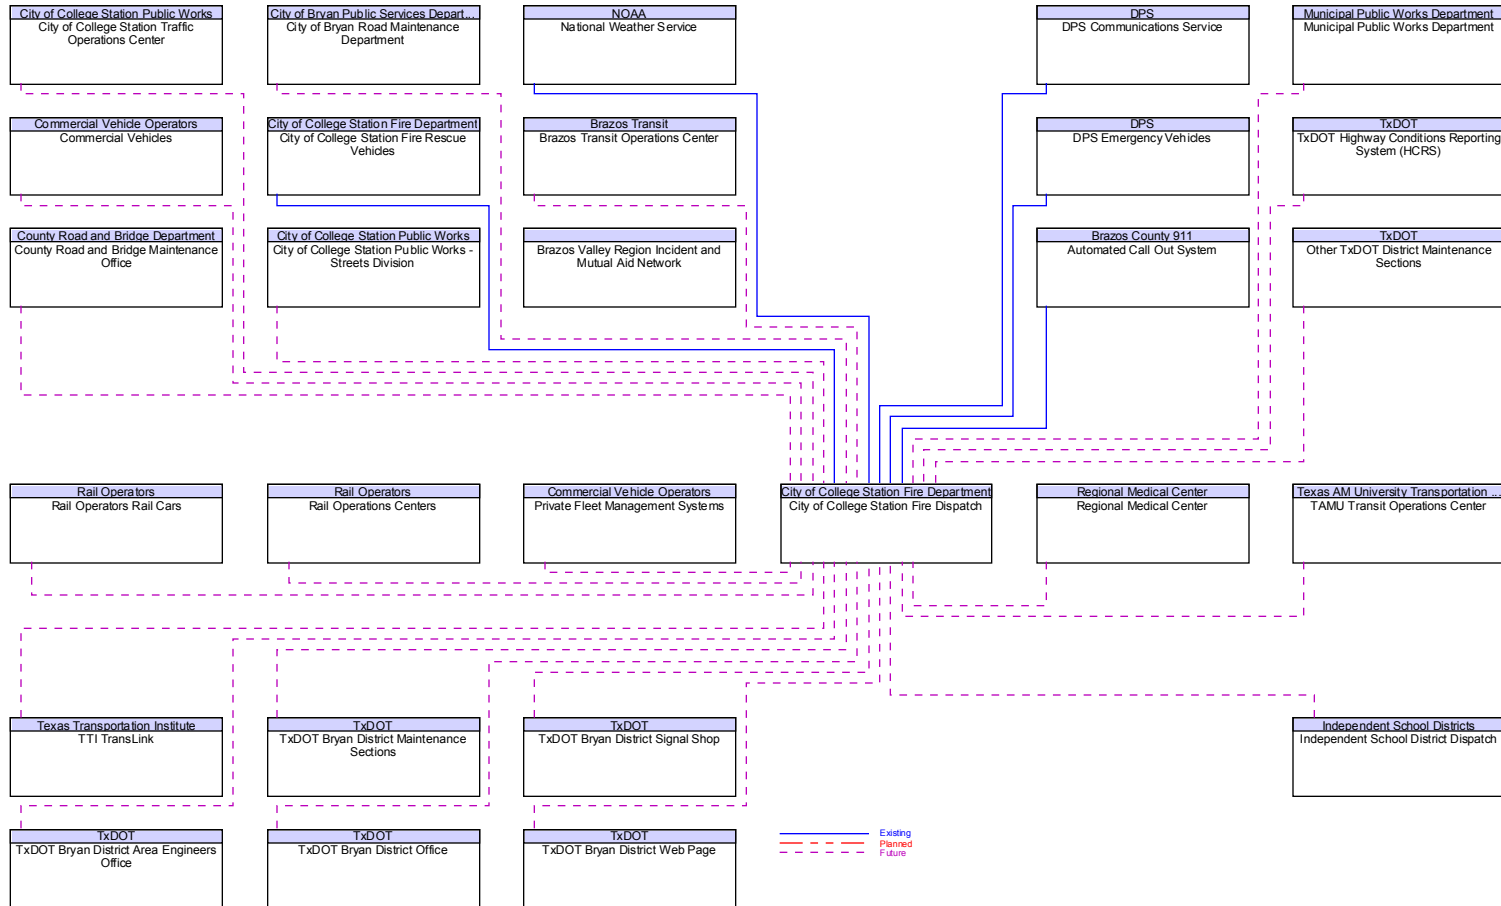 City of College Station Public Works
City of College Station Traffic
Operations Center
City of Bryan Public Services Depart...
City of Bryan Road Maintenance
Department
NOAA
National Weather Service
DPS
DPS Communications Service
Municipal Public Works Department
Municipal Public Works Department
Commercial Vehicle Operators
Commercial Vehicles
City of College Station Fire Department
City of College Station Fire Rescue
Vehicles
Brazos Transit
Brazos Transit Operations Center
DPS
DPS Emergency Vehicles
TxDOT
TxDOT Highway Conditions Reporting
System (HCRS)
County Road and Bridge Department
County Road and Bridge Maintenance
Office
City of College Station Public Works
City of College Station Public Works -
Streets Division
Brazos Valley Region Incident and
Mutual Aid Network
Brazos County 911
Automated Call Out System
TxDOT
Other TxDOT District Maintenance
Sections
Rail Operators
Rail Operators Rail Cars
Rail Operators
Rail Operations Centers
Commercial Vehicle Operators
Private Fleet Management Systems
City of College Station Fire Department
City of College Station Fire Dispatch
Regional Medical Center
Regional Medical Center
Texas AM University Transportation ...
TAMU Transit Operations Center
Texas Transportation Institute
TTI TransLink
TxDOT
TxDOT Bryan District Maintenance
Sections
TxDOT
TxDOT Bryan District Signal Shop
Independent School Districts
Independent School District Dispatch
TxDOT
TxDOT Bryan District Area Engineers
Office
TxDOT
TxDOT Bryan District Office
TxDOT
TxDOT Bryan District Web Page
Existing
Planned
Future